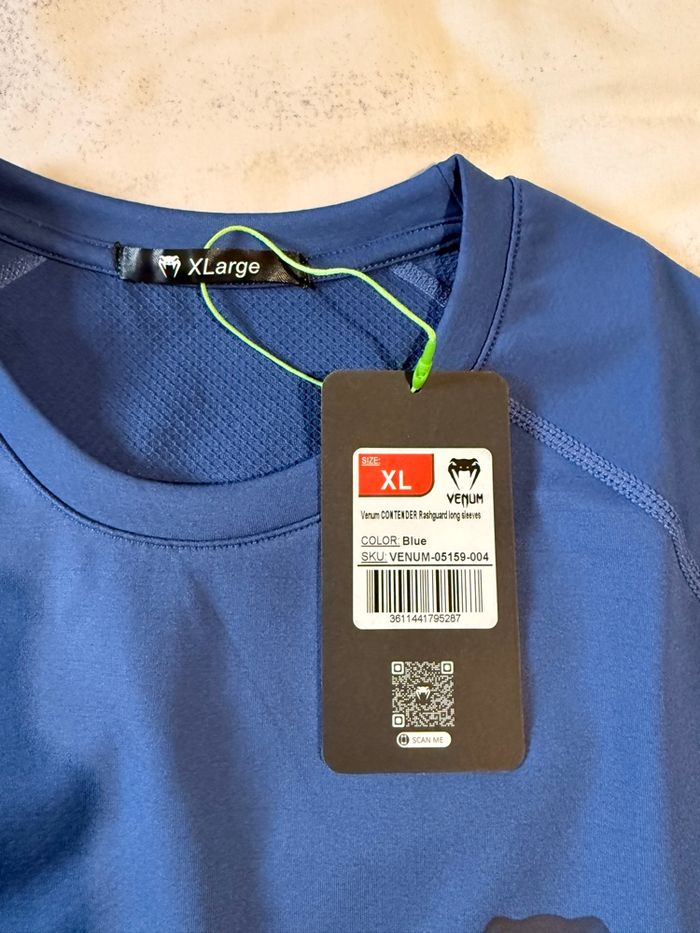 XLarge
SIZE:
XL
VENUM
Venum CONTENDER Rashguard long sleeves
COLOR: Blue
SKU: VENUM-05159-004
3611441795287
SCAN ME